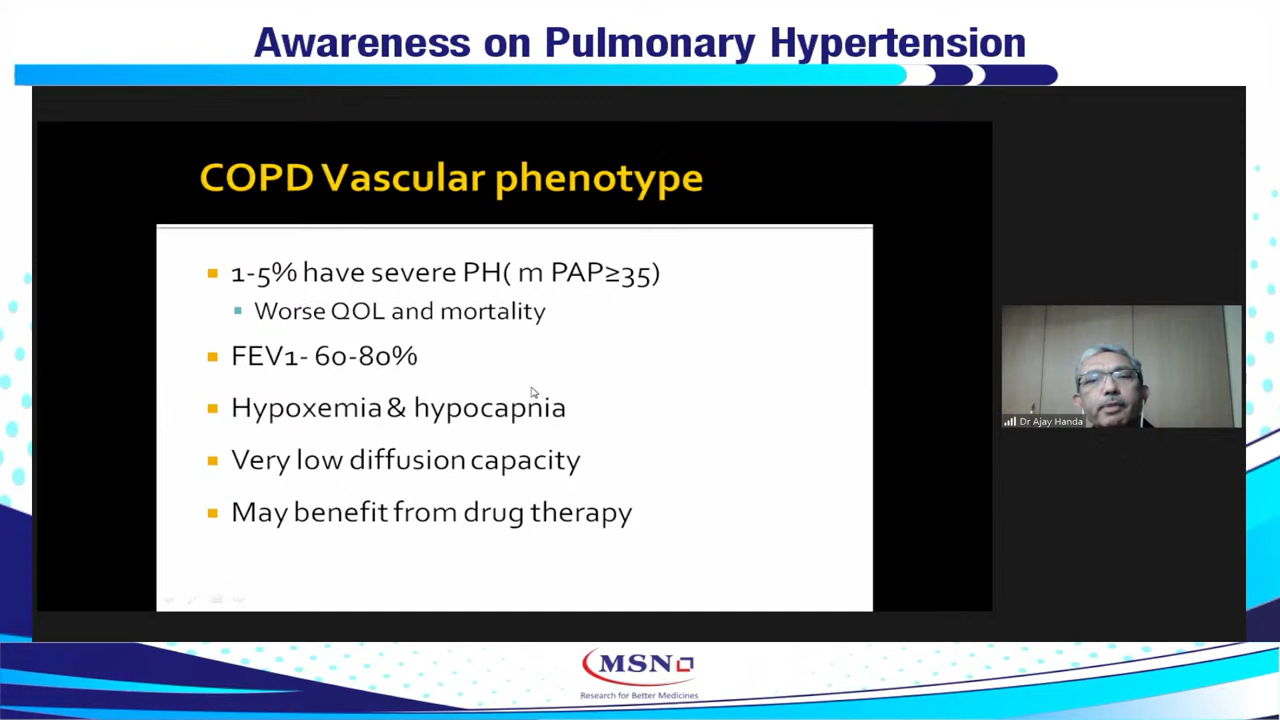 Awareness on Pulmonary Hypertension
COPD Vascular phenotype
1-5% have severe PH( m PAP≥35)
Worse QOL and mortality
FEV1- 60-80%
Hypoxemia & hypocapnia
Very low diffusion capacity
May benefit from drug therapy
Dr Ajay Handa
MSN
Research for Better Medicines